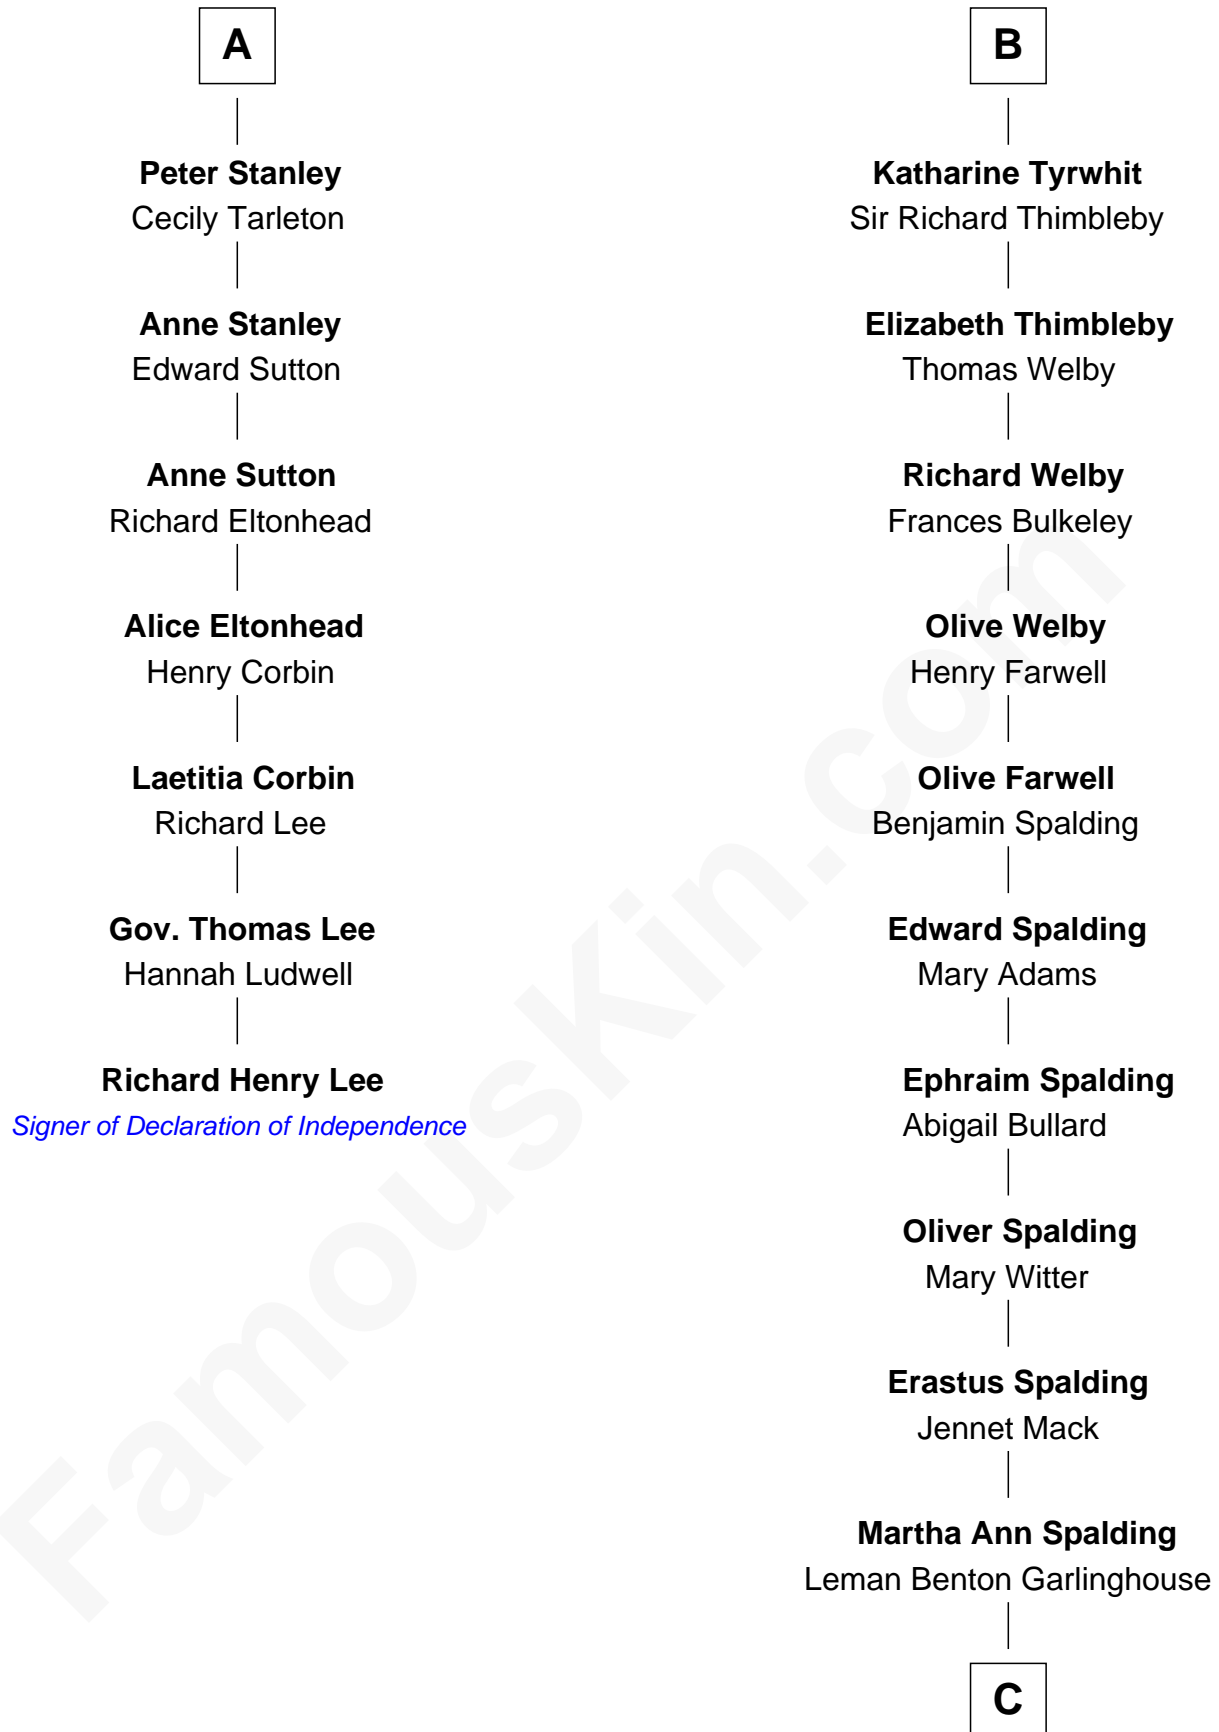 A
Peter Stanley
Cecily Tarleton
Anne Stanley
Edward Sutton
Anne Sutton
Richard Eltonhead
Alice Eltonhead
Henry Corbin
Laetitia Corbin
Richard Lee
Gov. Thomas Lee
Hannah Ludwell
Richard Henry Lee
Signer of Declaration of Independence
B
Katharine Tyrwhit
Sir Richard Thimbleby
Elizabeth Thimbleby
Thomas Welby
Richard Welby
Frances Bulkeley
Olive Welby
Henry Farwell
Olive Farwell
Benjamin Spalding
Edward Spalding
Mary Adams
Ephraim Spalding
Abigail Bullard
Oliver Spalding
Mary Witter
Erastus Spalding
Jennet Mack
Martha Ann Spalding
Leman Benton Garlinghouse
C
FamousKin.com